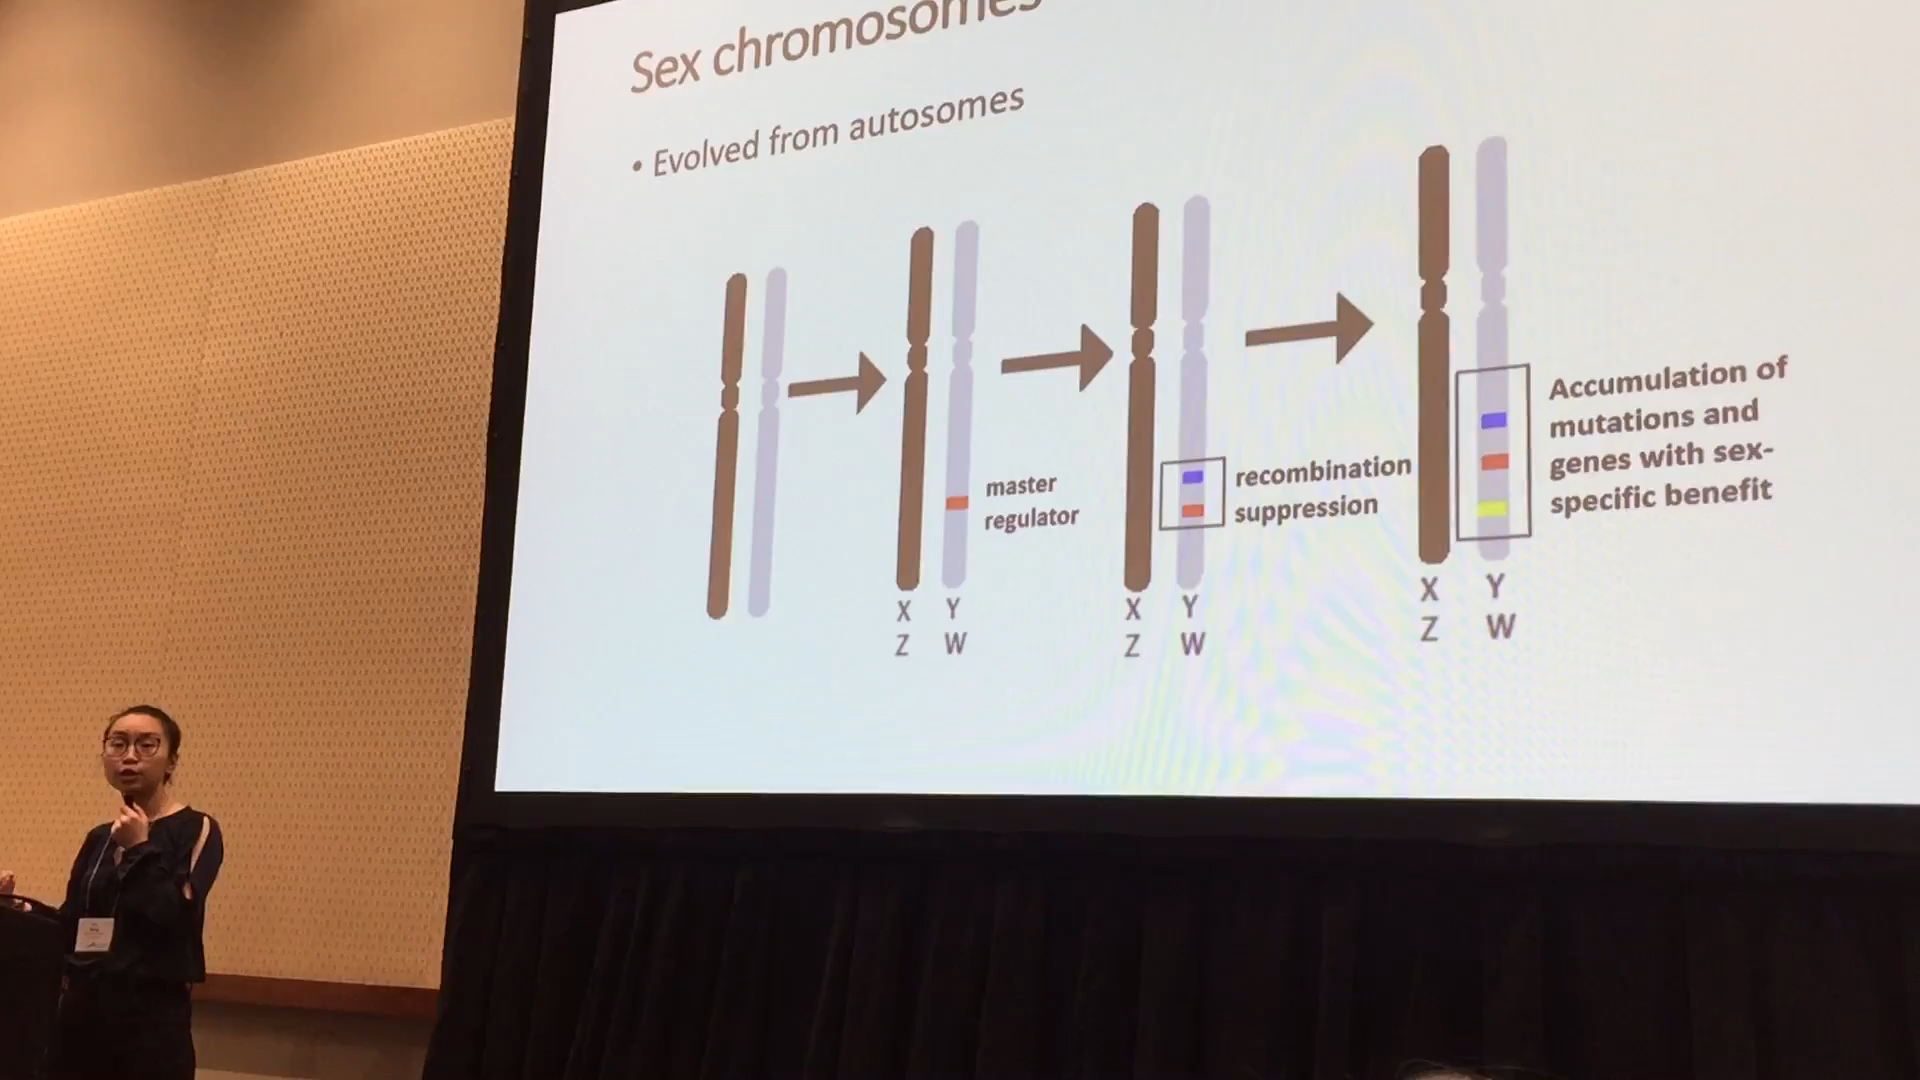 Sex chromosomes
• Evolved from autosomes
master
regulator
recombination
suppression
Accumulation of
mutations and
genes with sex-
specific benefit
X Y
Z W
X Y
Z W
X Y
Z W